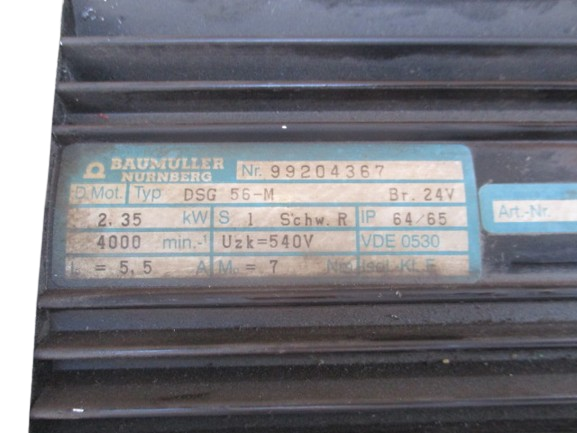 BAUMÜLLER
NÜRNBERG
Nr. 99204367
D Mot. Typ DSG 56-M Br. 24V
2.35 kW S 1 Schw. R IP 64/65
4000 min.-¹ Uzk=540V VDE 0530
= 5,5 A M = 7 Nm Isol.-Kl. F
Art.-Nr.